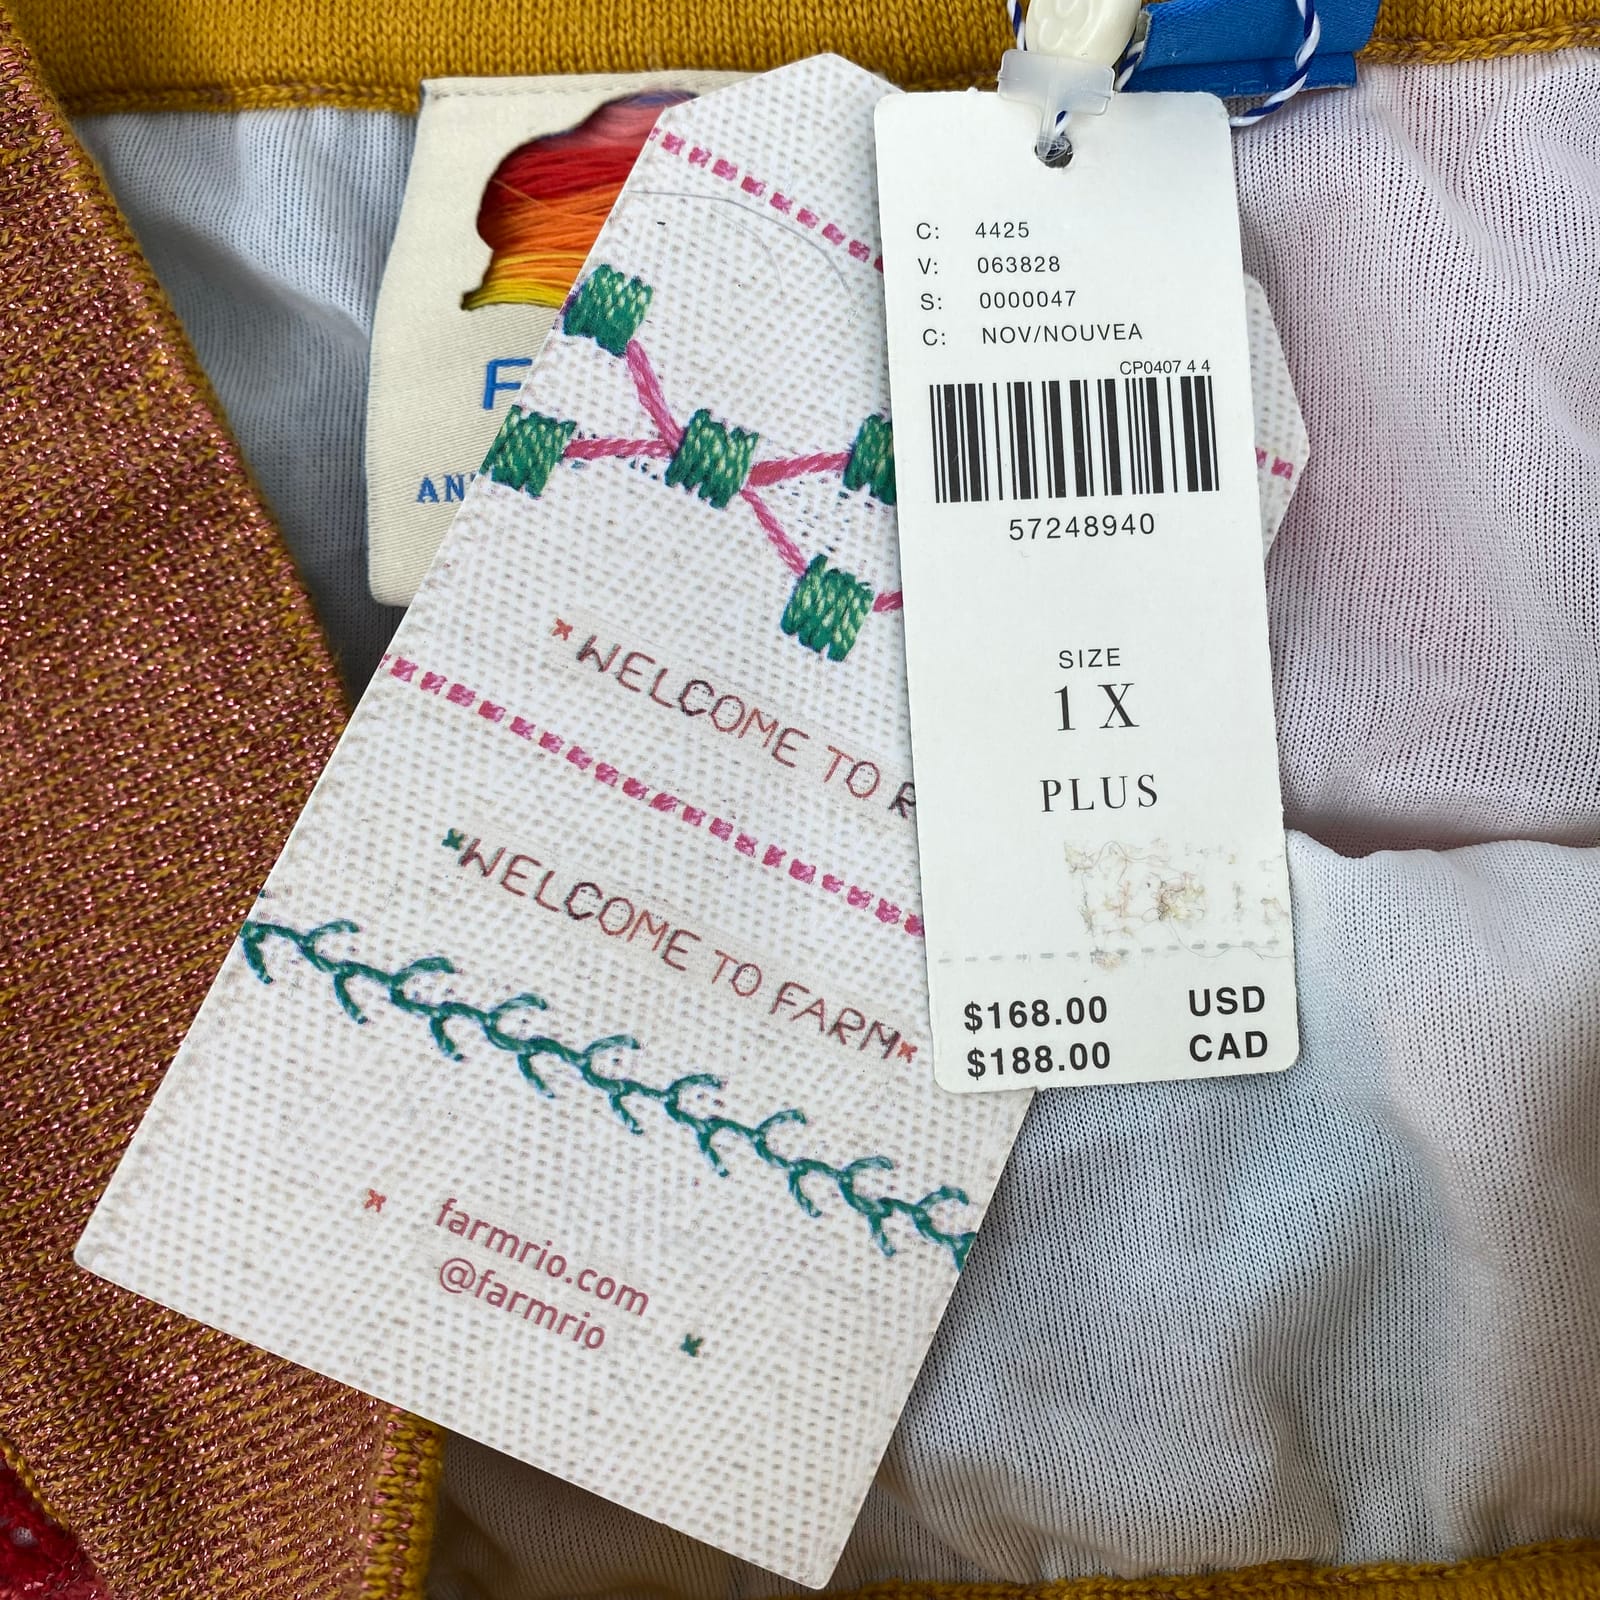 F
AN
*WELCOME TO R
*WELCOME TO FARM*
farmrio.com
@farmrio
C: 4425
V: 063828
S: 0000047
C: NOV/NOUVEA
CP0407 4 4
57248940
SIZE
1 X
PLUS
$168.00 USD
$188.00 CAD